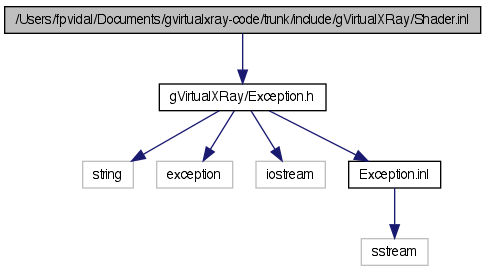 /Users/fpvidal/Documents/gvirtualxray-code/trunk/include/gVirtualXRay/Shader.inl
gVirtualXRay/Exception.h
string
exception
iostream
Exception.inl
sstream